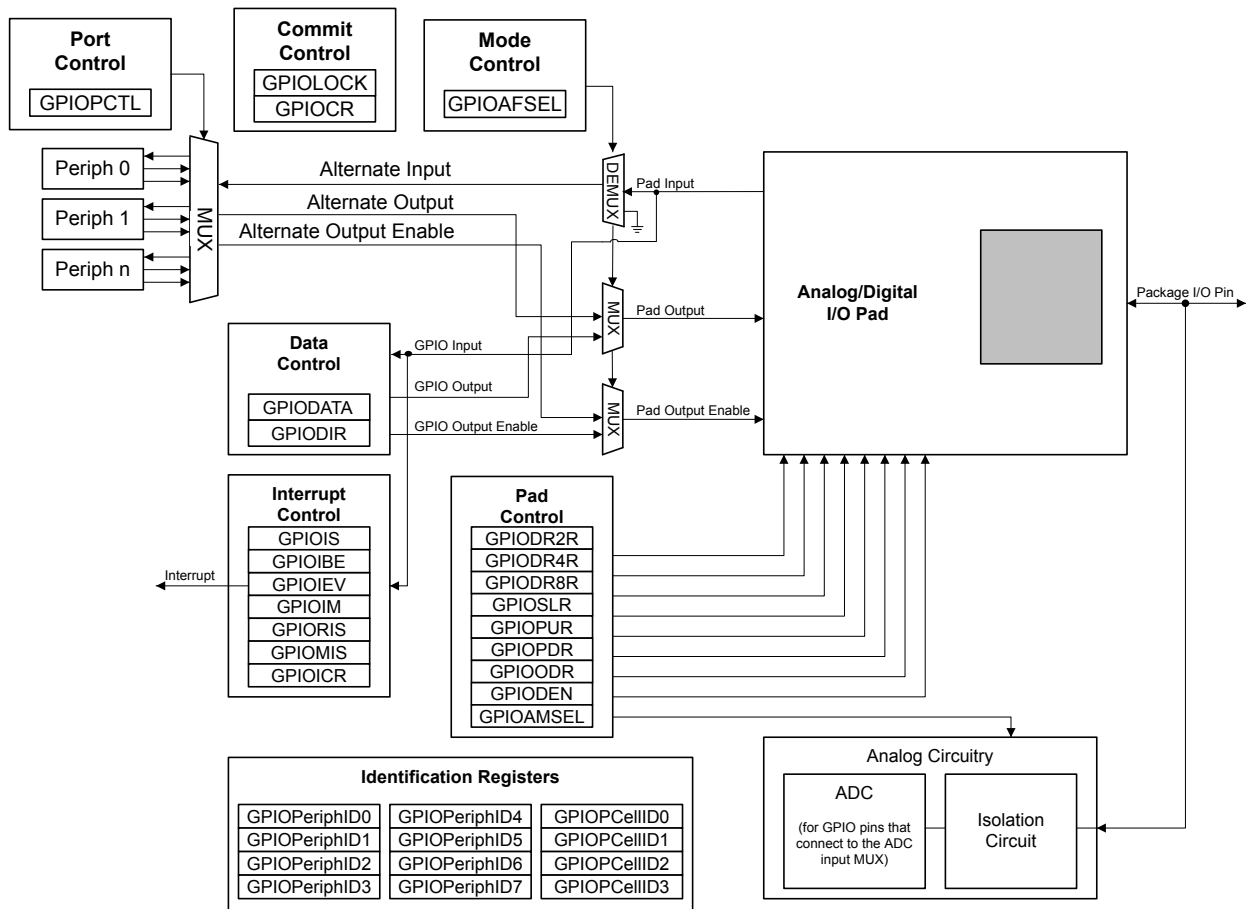 Port
Control
GPIOPCTL
Commit
Control
GPIOLOCK
GPIOCR
Mode
Control
GPIOAFSEL
Periph 0
Periph 1
Periph n
MUX
Alternate Input
Alternate Output
Alternate Output Enable
DEMUX
Pad Input
MUX
Pad Output
MUX
Pad Output Enable
Analog/Digital
I/O Pad
Package I/O Pin
Data
Control
GPIODATA
GPIODIR
GPIO Input
GPIO Output
GPIO Output Enable
Interrupt
Control
GPIOIS
GPIOIBE
GPIOIEV
GPIOIM
GPIORIS
GPIOMIS
GPIOICR
Interrupt
Pad
Control
GPIODR2R
GPIODR4R
GPIODR8R
GPIOSLR
GPIOPUR
GPIOPDR
GPIOODR
GPIODEN
GPIOAMSEL
Analog Circuitry
ADC
(for GPIO pins that
connect to the ADC
input MUX)
Isolation
Circuit
Identification Registers
GPIOPeriphID0
GPIOPeriphID1
GPIOPeriphID2
GPIOPeriphID3
GPIOPeriphID4
GPIOPeriphID5
GPIOPeriphID6
GPIOPeriphID7
GPIOPCellID0
GPIOPCellID1
GPIOPCellID2
GPIOPCellID3